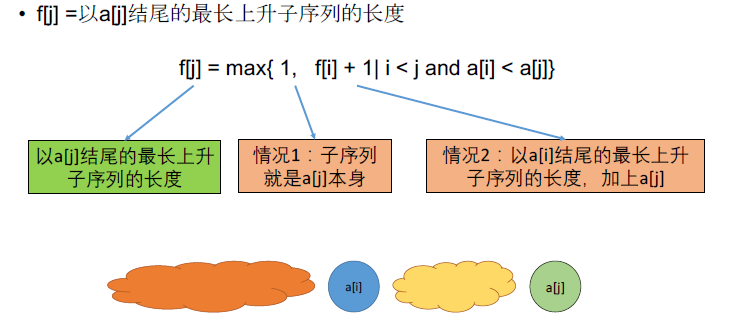 • f[j] =以a[j]结尾的最长上升子序列的长度
f[j] = max{ 1, f[i] + 1| i < j and a[i] < a[j]}
以a[j]结尾的最长上升
子序列的长度
情况1：子序列
就是a[j]本身
情况2：以a[i]结尾的最长上升
子序列的长度，加上a[j]
a[i]
a[j]